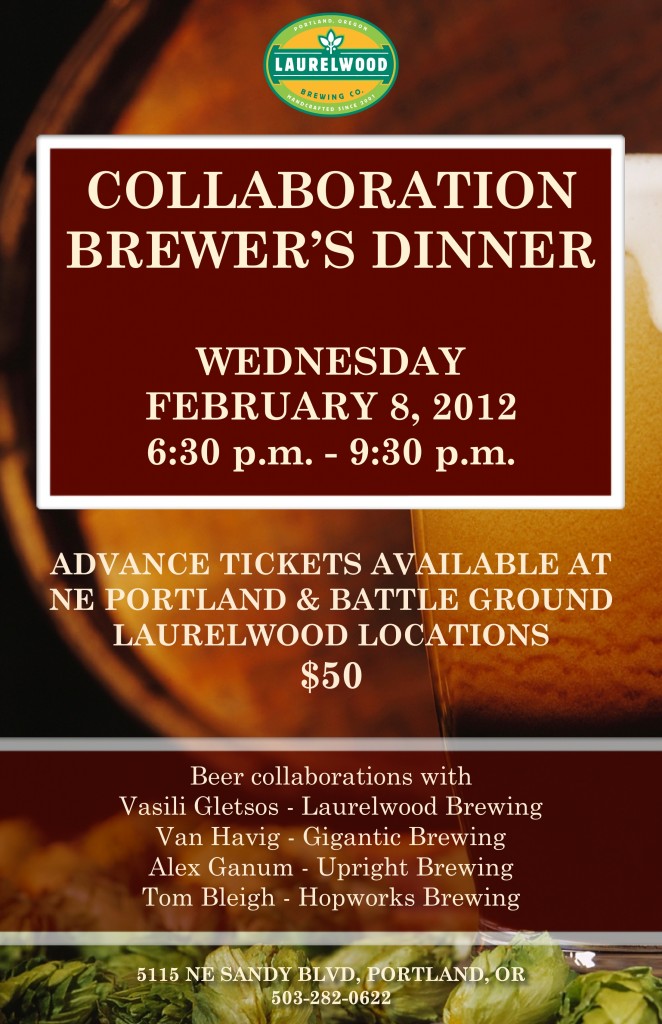 PORTLAND, OREGON
LAURELWOOD
BREWING CO.
HANDCRAFTED SINCE 2001
COLLABORATION
BREWER'S DINNER
WEDNESDAY
FEBRUARY 8, 2012
6:30 p.m. - 9:30 p.m.
ADVANCE TICKETS AVAILABLE AT
NE PORTLAND & BATTLE GROUND
LAURELWOOD LOCATIONS
$50
Beer collaborations with
Vasili Gletsos - Laurelwood Brewing
Van Havig - Gigantic Brewing
Alex Ganum - Upright Brewing
Tom Bleigh - Hopworks Brewing
5115 NE SANDY BLVD, PORTLAND, OR
503-282-0622